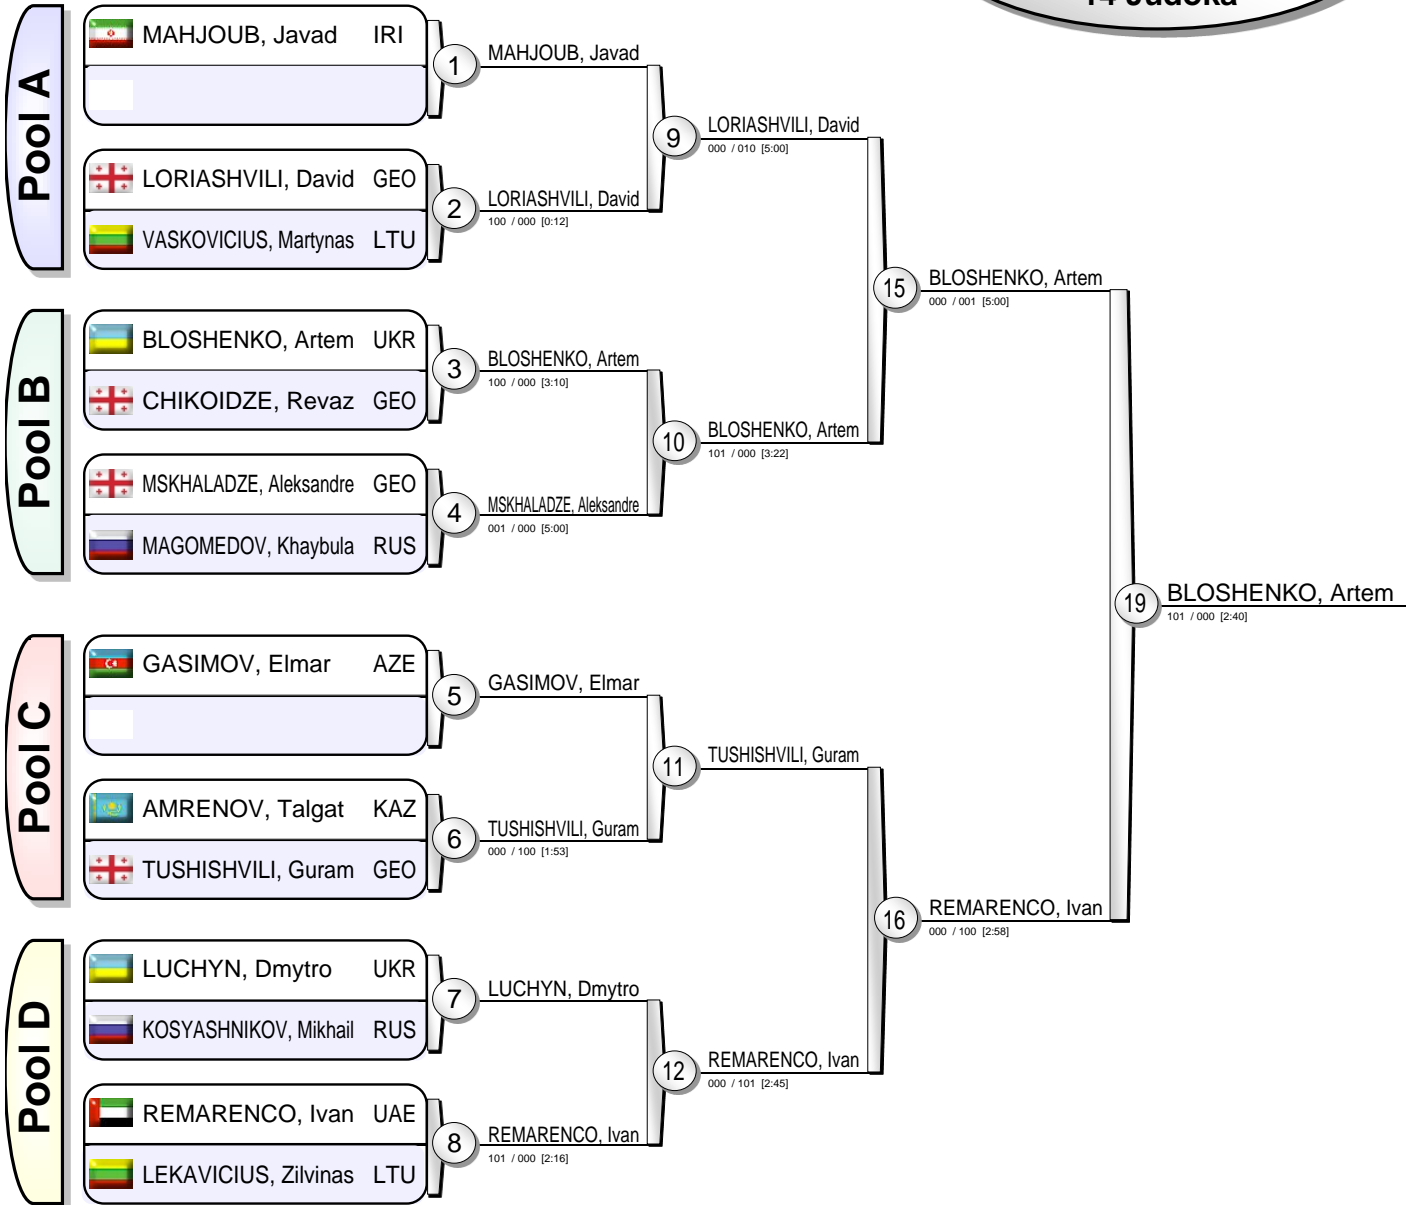 14 Judoka
Pool A
MAHJOUB, Javad IRI
LORIASHVILI, David GEO
VASKOVICIUS, Martynas LTU
Pool B
BLOSHENKO, Artem UKR
CHIKOIDZE, Revaz GEO
MSKHALADZE, Aleksandre GEO
MAGOMEDOV, Khaybula RUS
Pool C
GASIMOV, Elmar AZE
AMRENOV, Talgat KAZ
TUSHISHVILI, Guram GEO
Pool D
LUCHYN, Dmytro UKR
KOSYASHNIKOV, Mikhail RUS
REMARENCO, Ivan UAE
LEKAVICIUS, Zilvinas LTU
1
MAHJOUB, Javad
2
LORIASHVILI, David
100 / 000 [0:12]
3
BLOSHENKO, Artem
100 / 000 [3:10]
4
MSKHALADZE, Aleksandre
001 / 000 [5:00]
5
GASIMOV, Elmar
6
TUSHISHVILI, Guram
000 / 100 [1:53]
7
LUCHYN, Dmytro
8
REMARENCO, Ivan
101 / 000 [2:16]
9
LORIASHVILI, David
000 / 010 [5:00]
10
BLOSHENKO, Artem
101 / 000 [3:22]
11
TUSHISHVILI, Guram
12
REMARENCO, Ivan
000 / 101 [2:45]
15
BLOSHENKO, Artem
000 / 001 [5:00]
16
REMARENCO, Ivan
000 / 100 [2:58]
19
BLOSHENKO, Artem
101 / 000 [2:40]